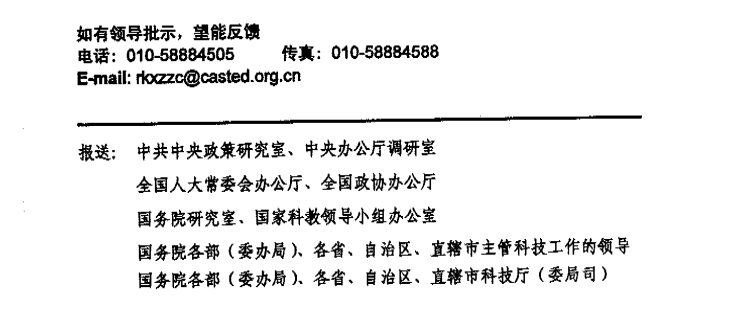 如有领导批示，望能反馈
电话：010-58884505 传真：010-58884588
E-mail: rkxzzc@casted.org.cn
报送： 中共中央政策研究室、中央办公厅调研室
全国人大常委会办公厅、全国政协办公厅
国务院研究室、国家科教领导小组办公室
国务院各部（委办局）、各省、自治区、直辖市主管科技工作的领导
国务院各部（委办局）、各省、自治区、直辖市科技厅（委局司）